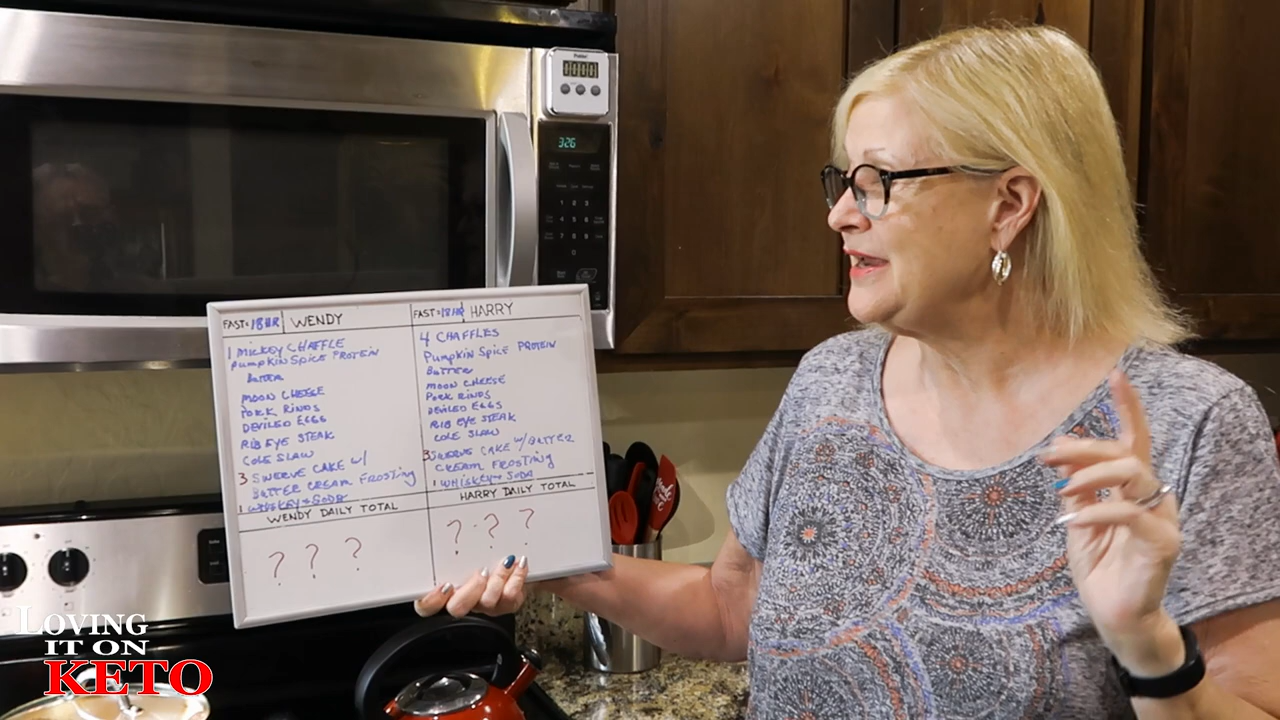 0000
326
FAST=18HR WENDY
1 MICKEY CHAFFLE
PUMPKIN SPICE PROTEIN
BUTTER
MOON CHEESE
PORK RINDS
DEVILED EGGS
RIB EYE STEAK
COLE SLAW
3 SWERVE CAKE W/
BUTTER CREAM FROSTING
1 WHISKEY+SODA
WENDY DAILY TOTAL
? ? ?
FAST=18HR HARRY
4 CHAFFLES
PUMPKIN SPICE PROTEIN
BUTTER
MOON CHEESE
PORK RINDS
DEVILED EGGS
RIB EYE STEAK
COLE SLAW
3 SWERVE CAKE W/BUTTER
CREAM FROSTING
1 WHISKEY+SODA
HARRY DAILY TOTAL
? ? ?
LOVING
IT ON
KETO